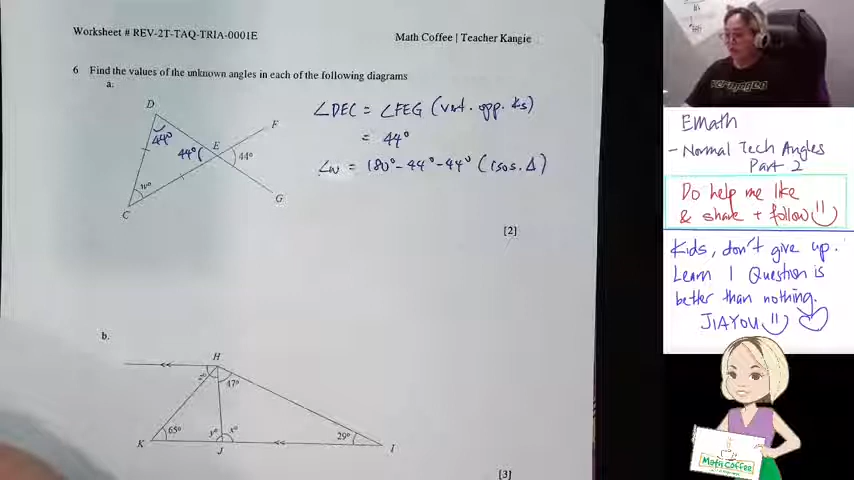 Worksheet # REV-2T-TAQ-TRIA-0001E
Math Coffee | Teacher Kangie
6 Find the values of the unknown angles in each of the following diagrams
a.
D
44°
44°
E
F
44°
w°
C
G
∠DEC = ∠FEG (vert. opp. ∠s)
= 44°
∠w = 180° - 44° - 44° (isos. Δ)
[2]
b.
H
z°
47°
65°
y°
x°
29°
K
J
I
[3]
EMath
- Normal Tech Angles
Part 2
Do help me like
& share + follow
Kids, don't give up.
Learn 1 Question is
better than nothing.
JIAYOU
Math Coffee